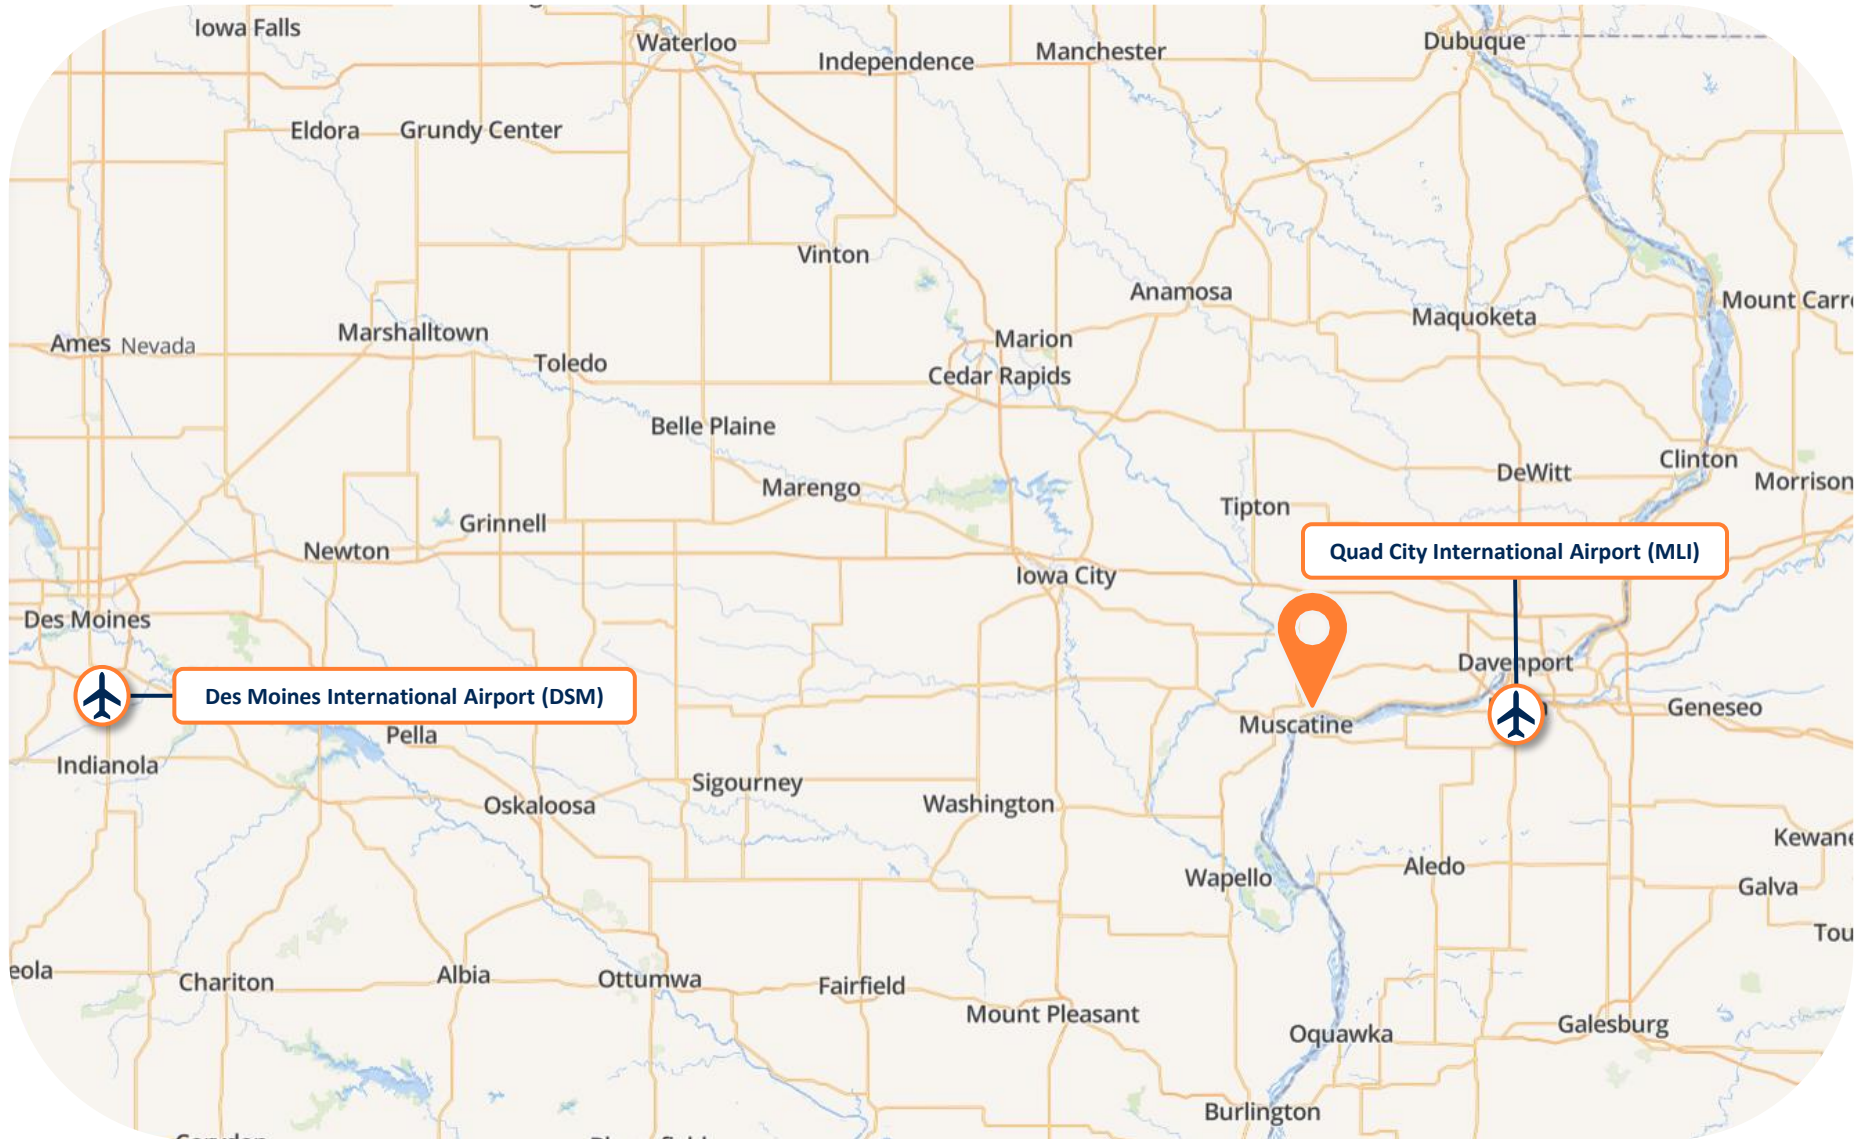 Iowa Falls
Waterloo
Independence
Manchester
Dubuque
Eldora
Grundy Center
Vinton
Anamosa
Maquoketa
Mount Carr
Ames
Nevada
Marshalltown
Toledo
Marion
Cedar Rapids
Belle Plaine
Marengo
Clinton
DeWitt
Morrison
Tipton
Grinnell
Newton
Iowa City
Quad City International Airport (MLI)
Des Moines
Davenport
Des Moines International Airport (DSM)
Geneseo
Muscatine
Pella
Indianola
Sigourney
Oskaloosa
Washington
Kewane
Aledo
Wapello
Galva
Tou
eola
Chariton
Albia
Ottumwa
Fairfield
Mount Pleasant
Oquawka
Galesburg
Burlington